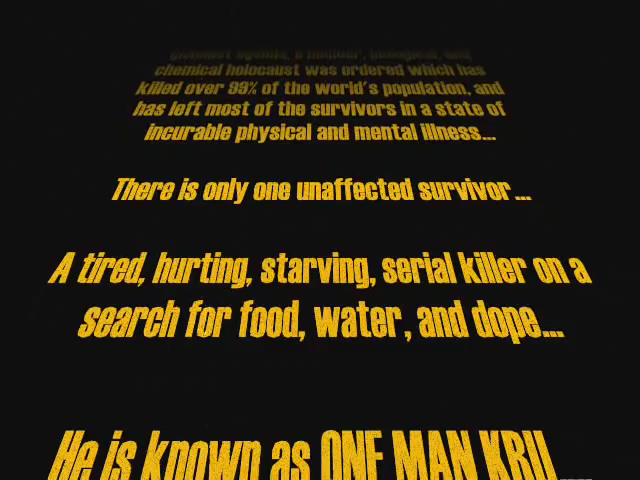 chemical holocaust was ordered which has
killed over 99% of the world's population, and
has left most of the survivors in a state of
incurable physical and mental illness...
There is only one unaffected survivor ...
A tired, hurting, starving, serial killer on a
search for food, water, and dope...
He is known as ONE MAN